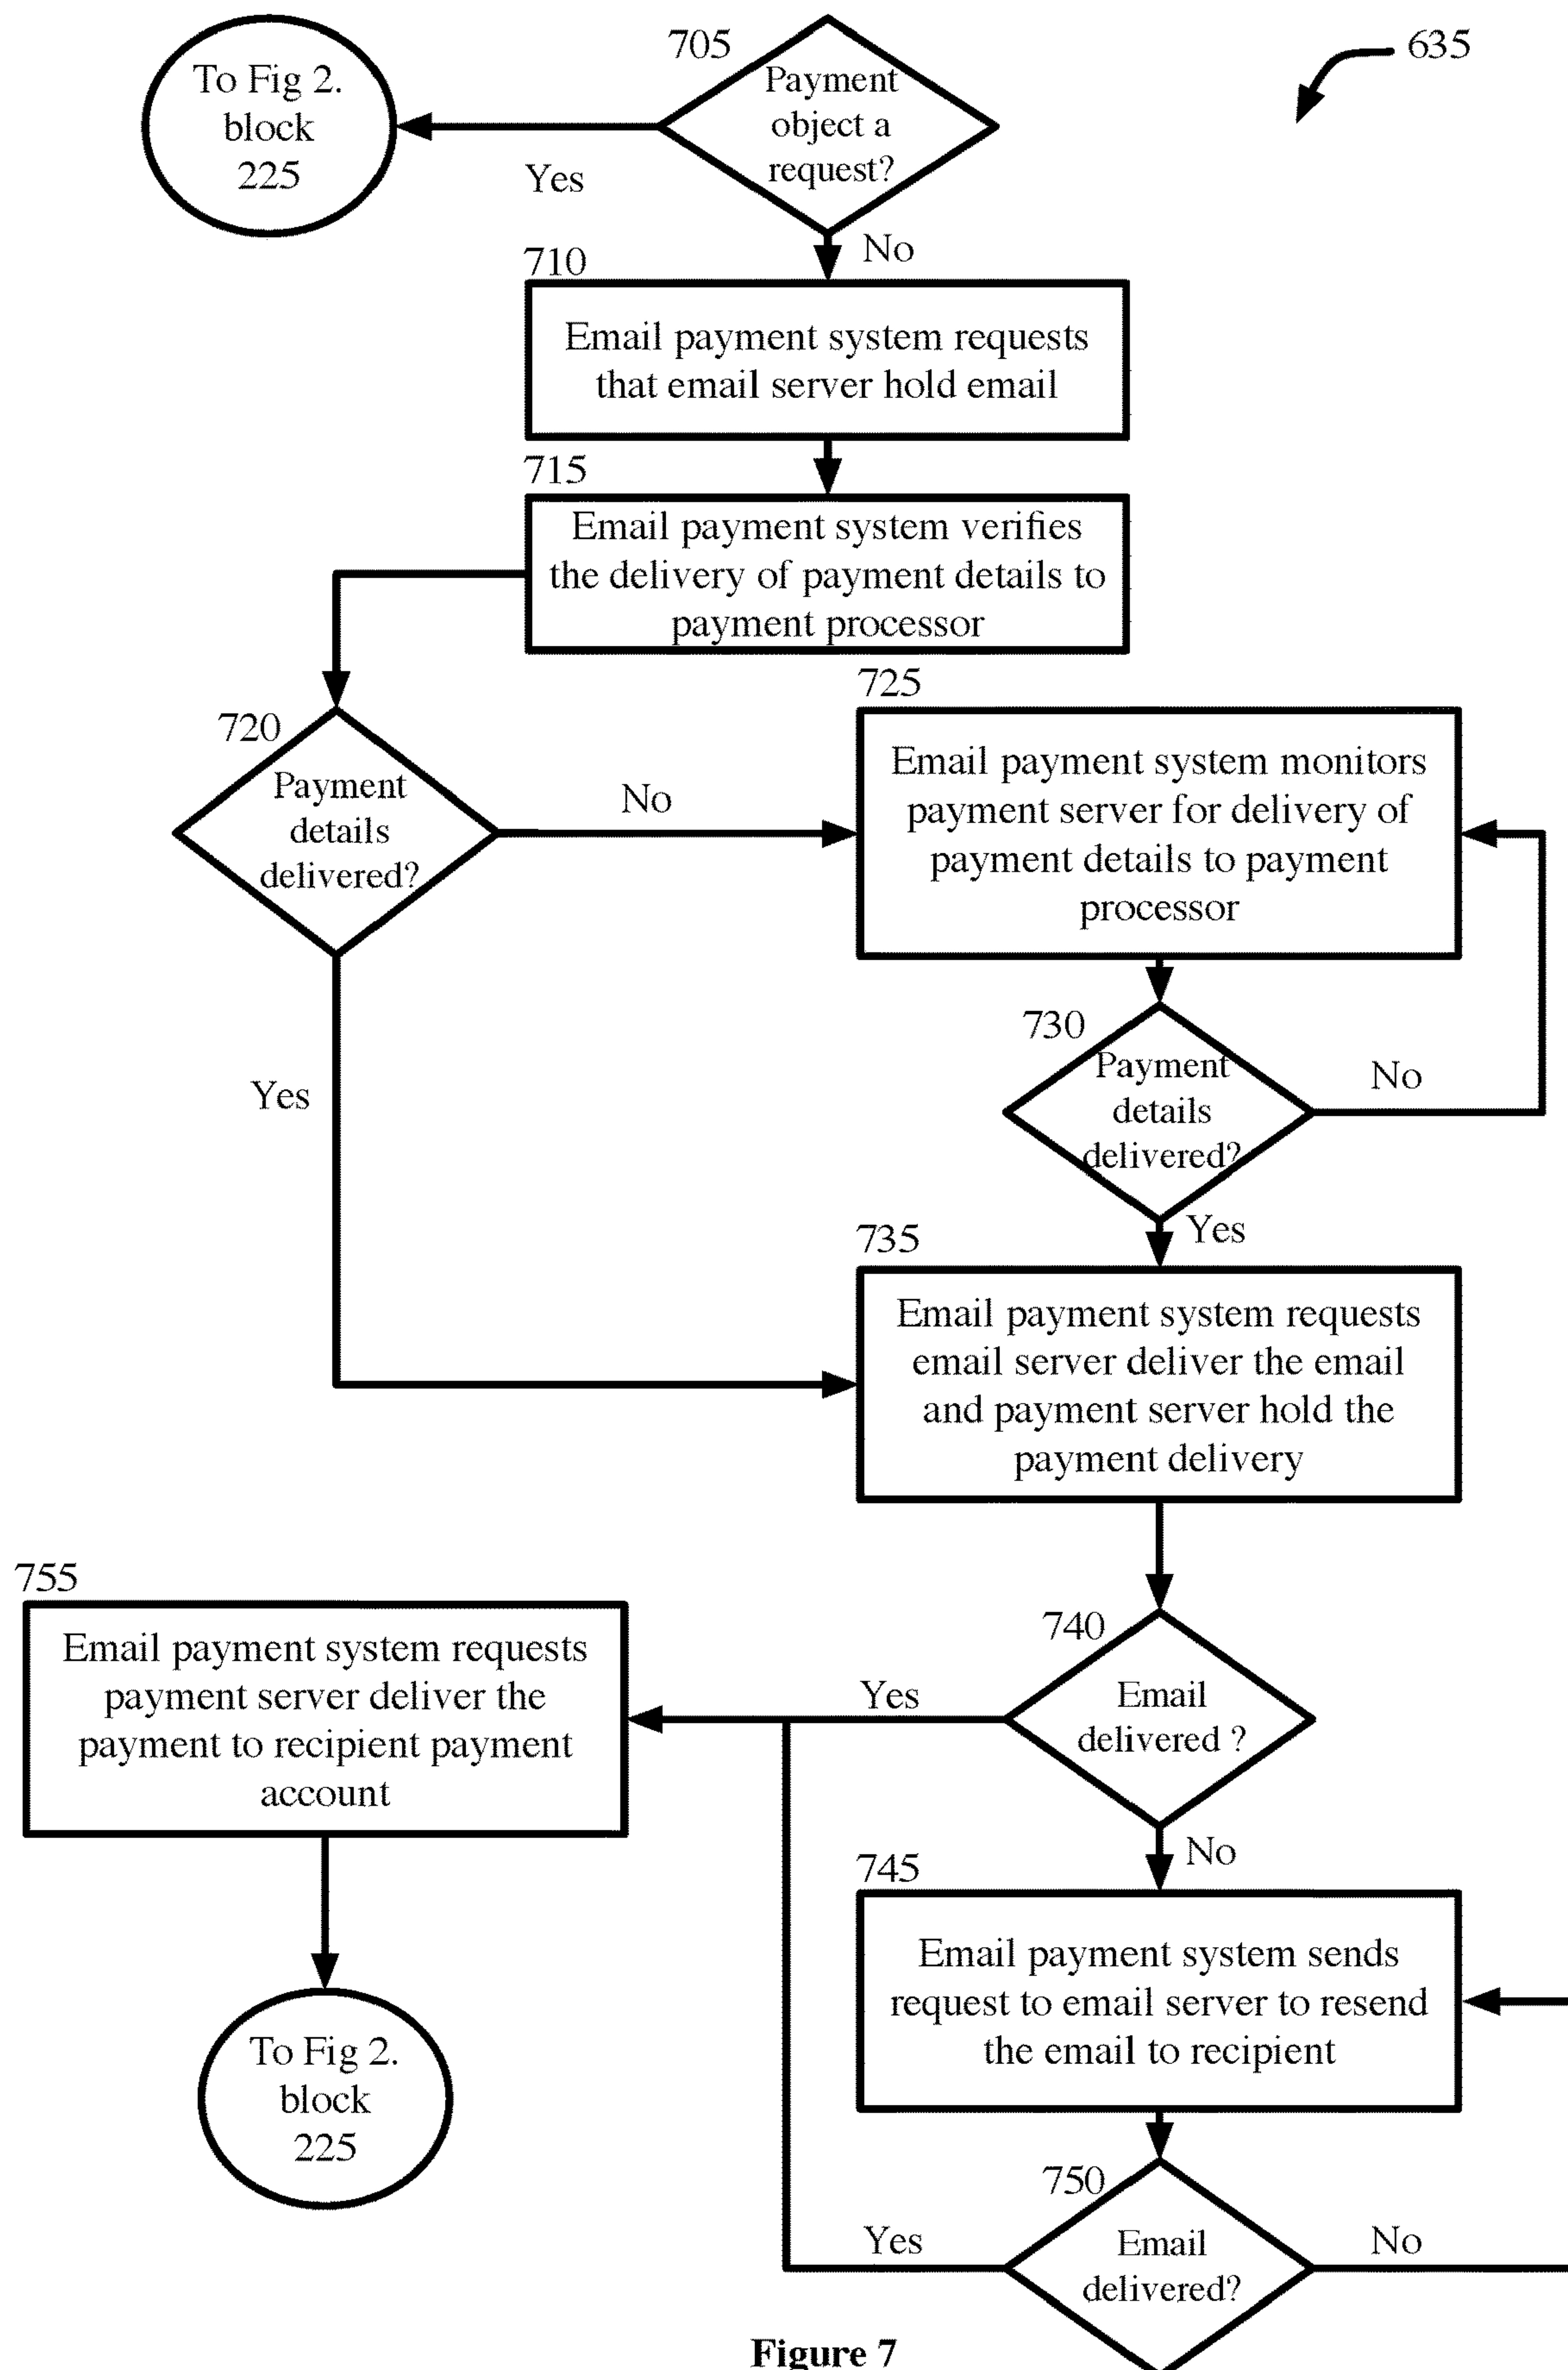 705
635
To Fig 2.
block
225
Payment
object a
request?
Yes
No
710
Email payment system requests
that email server hold email
715
Email payment system verifies
the delivery of payment details to
payment processor
720
Payment
details
delivered?
No
725
Email payment system monitors
payment server for delivery of
payment details to payment
processor
730
Payment
details
delivered?
No
Yes
Yes
735
Email payment system requests
email server deliver the email
and payment server hold the
payment delivery
755
Email payment system requests
payment server deliver the
payment to recipient payment
account
740
Email
delivered ?
Yes
No
745
Email payment system sends
request to email server to resend
the email to recipient
To Fig 2.
block
225
750
Email
delivered?
Yes
No
Figure 7